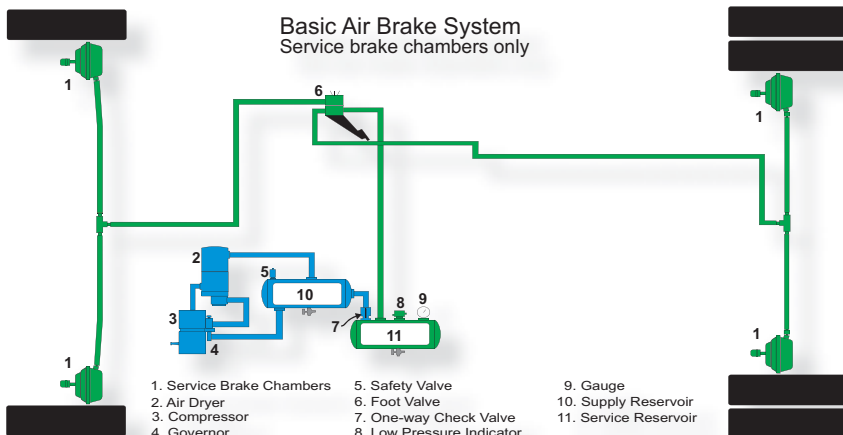 Basic Air Brake System
Service brake chambers only
1
6
1
2
5
10
3
4
7
8
9
11
1
1
1. Service Brake Chambers
2. Air Dryer
3. Compressor
4. Governor
5. Safety Valve
6. Foot Valve
7. One-way Check Valve
8. Low Pressure Indicator
9. Gauge
10. Supply Reservoir
11. Service Reservoir